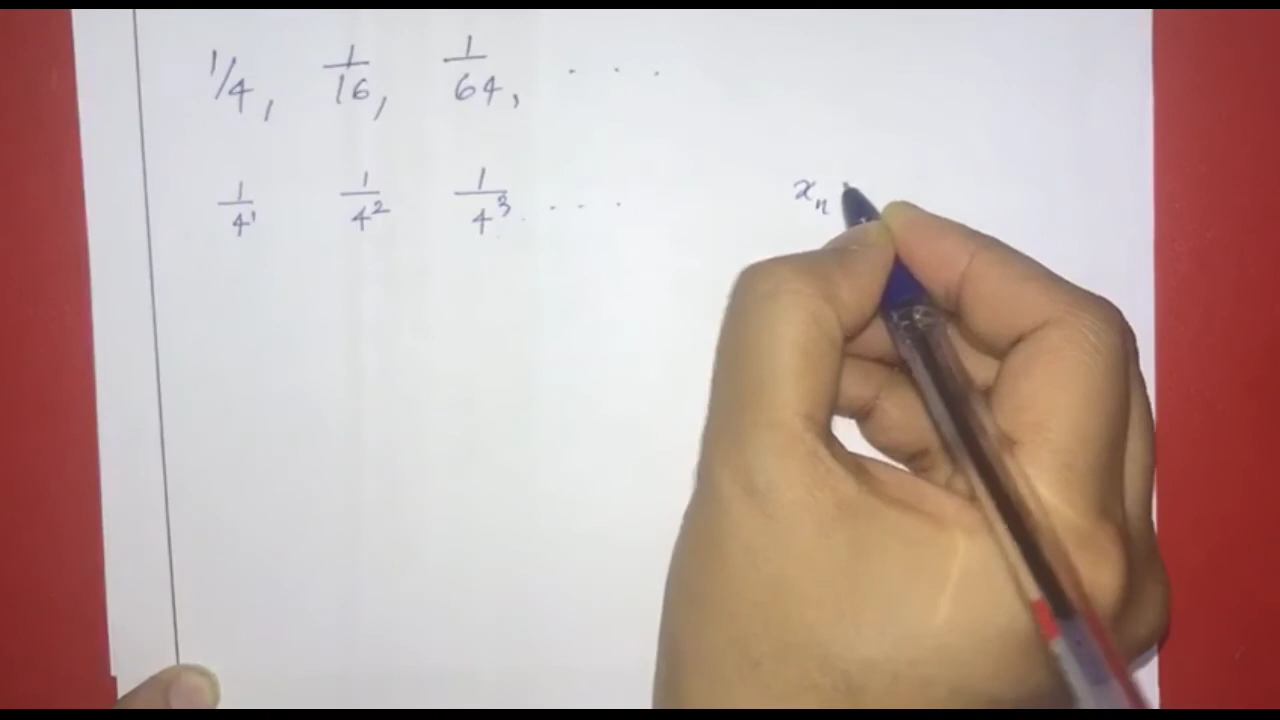 1/4, 1/16, 1/64, ....
1/4¹ 1/4² 1/4³ .... xₙ